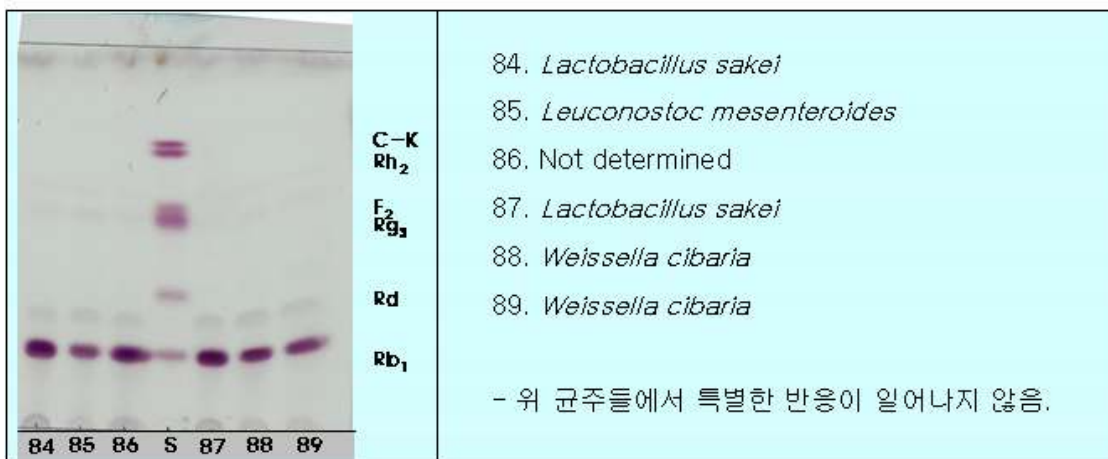 C-K
Rh₂
F₂
Rg₃
Rd
Rb₁
84 85 86 S 87 88 89
84. Lactobacillus sakei
85. Leuconostoc mesenteroides
86. Not determined
87. Lactobacillus sakei
88. Weissella cibaria
89. Weissella cibaria
- 위 균주들에서 특별한 반응이 일어나지 않음.